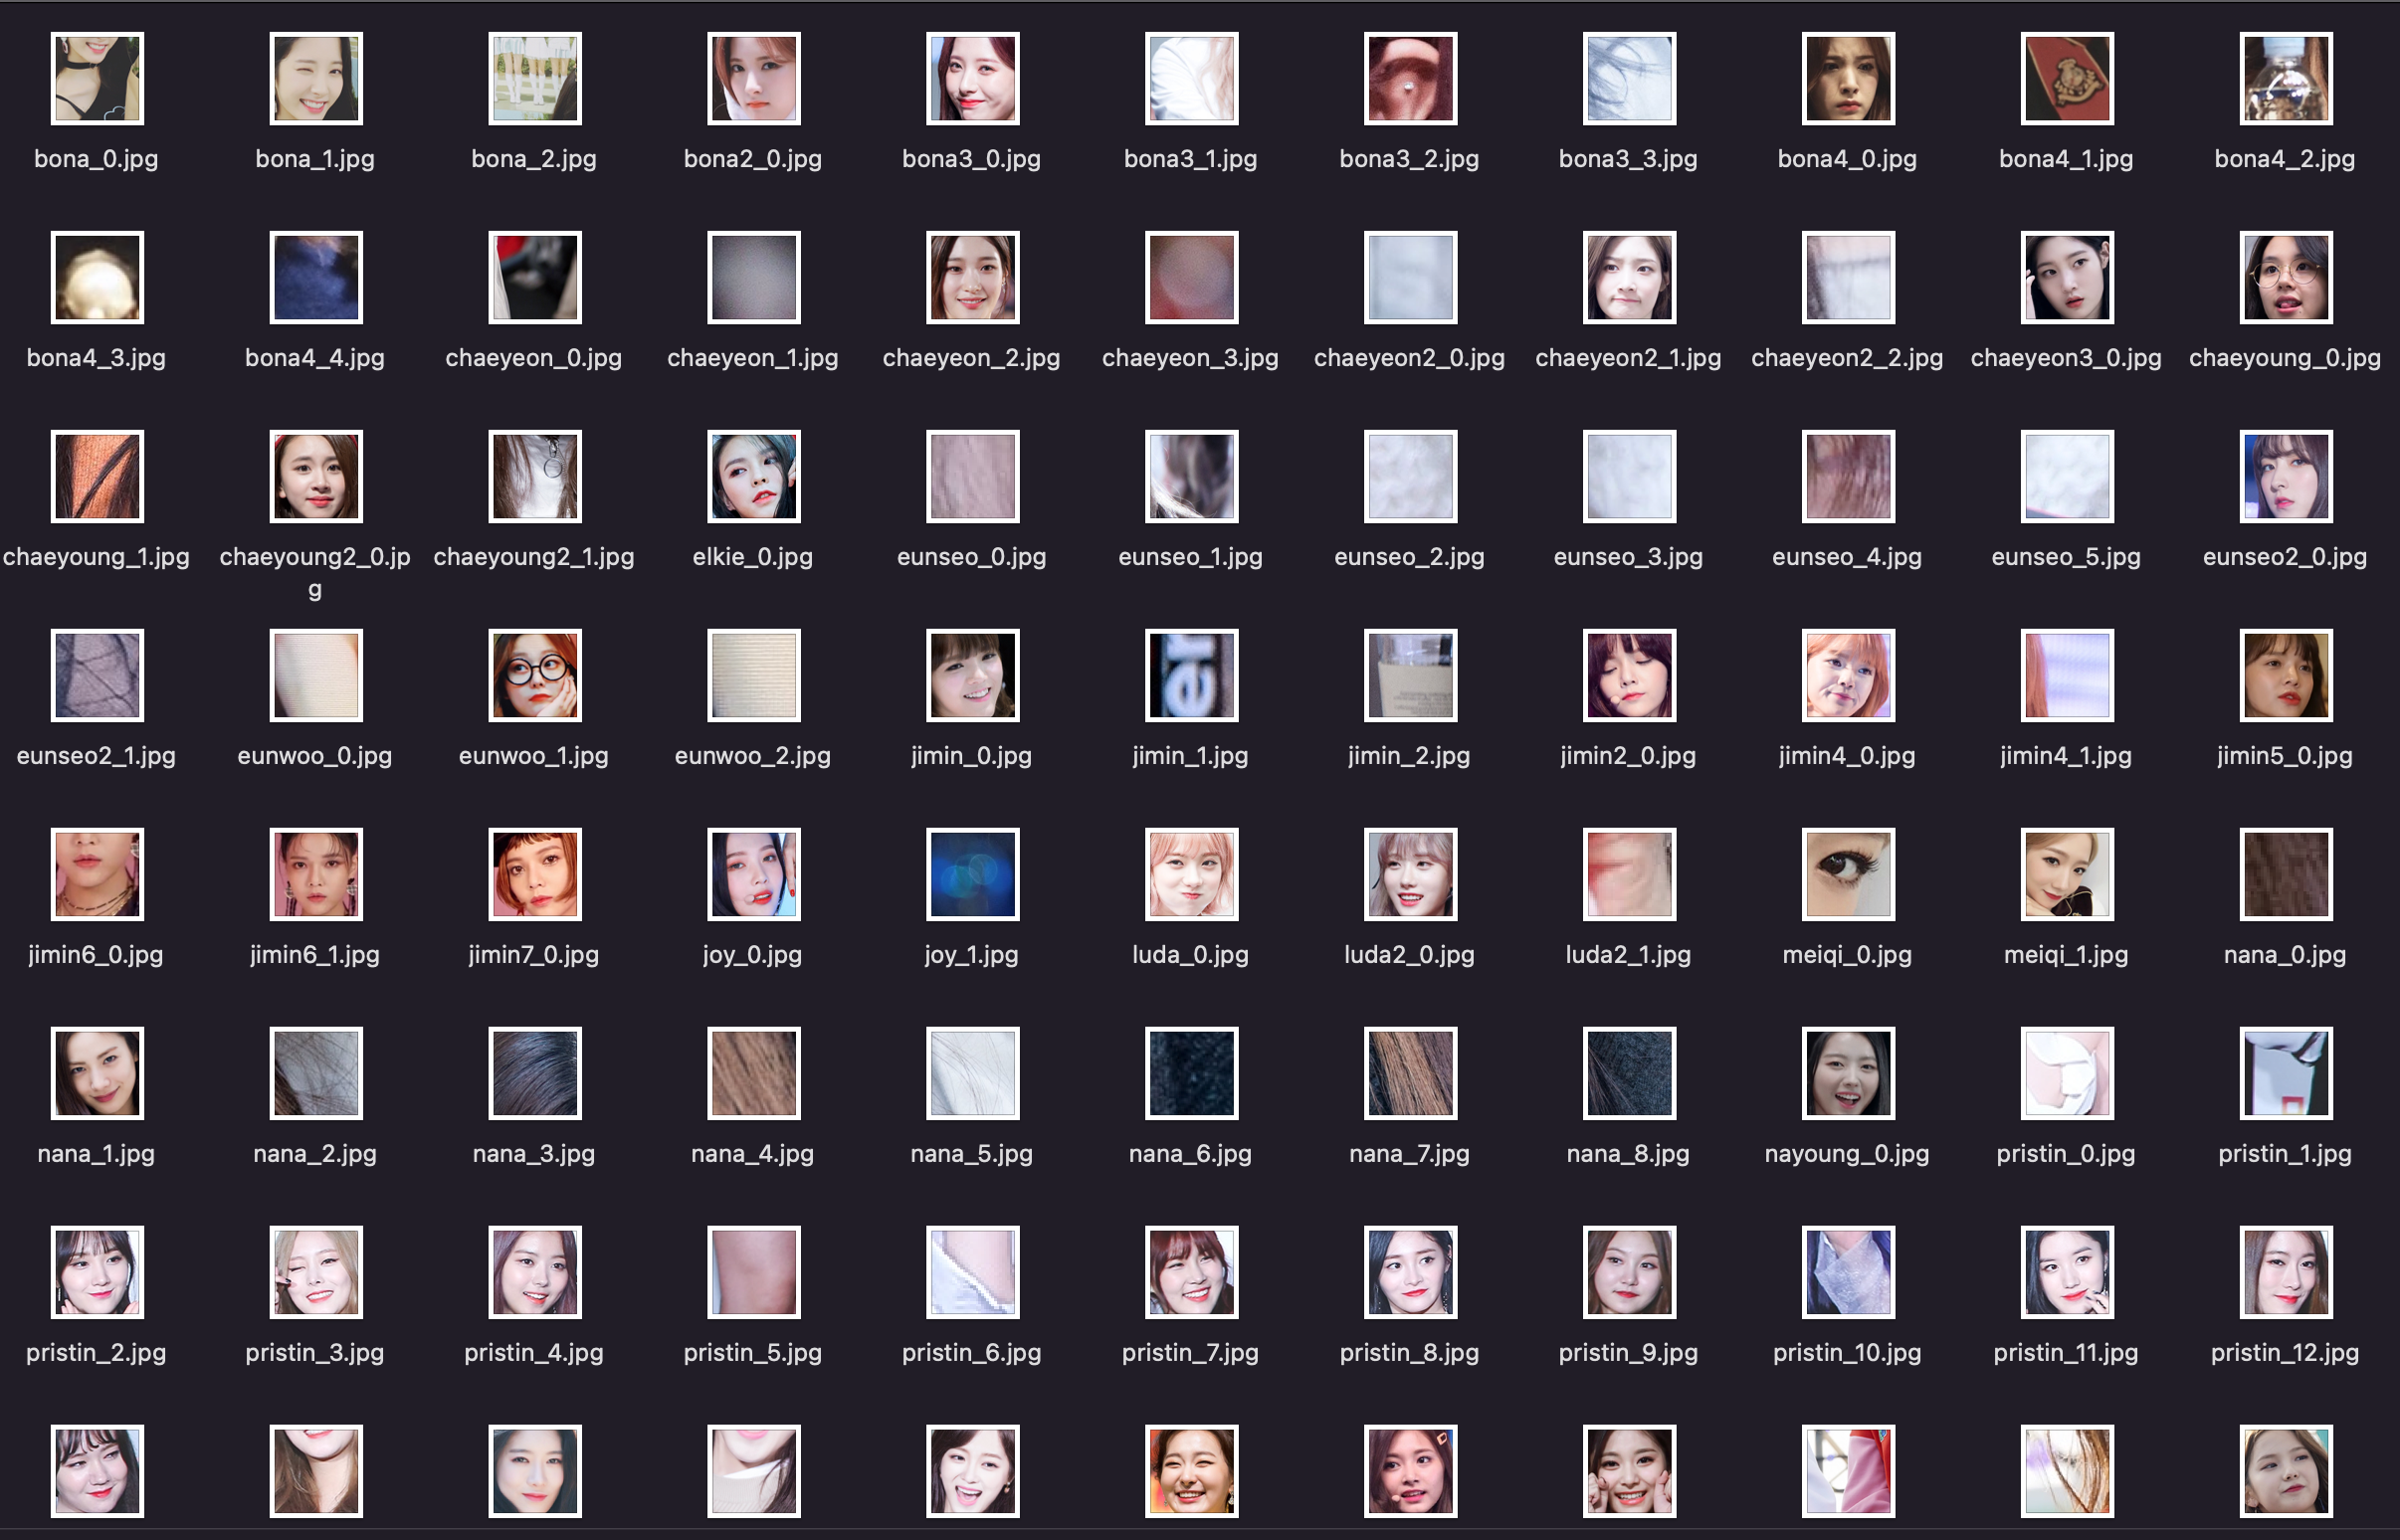 bona_0.jpg
bona_1.jpg
bona_2.jpg
bona2_0.jpg
bona3_0.jpg
bona3_1.jpg
bona3_2.jpg
bona3_3.jpg
bona4_0.jpg
bona4_1.jpg
bona4_2.jpg
bona4_3.jpg
bona4_4.jpg
chaeyeon_0.jpg
chaeyeon_1.jpg
chaeyeon_2.jpg
chaeyeon_3.jpg
chaeyeon2_0.jpg
chaeyeon2_1.jpg
chaeyeon2_2.jpg
chaeyeon3_0.jpg
chaeyoung_0.jpg
chaeyoung_1.jpg
chaeyoung2_0.jp
g
chaeyoung2_1.jpg
elkie_0.jpg
eunseo_0.jpg
eunseo_1.jpg
eunseo_2.jpg
eunseo_3.jpg
eunseo_4.jpg
eunseo_5.jpg
eunseo2_0.jpg
er
eunseo2_1.jpg
eunwoo_0.jpg
eunwoo_1.jpg
eunwoo_2.jpg
jimin_0.jpg
jimin_1.jpg
jimin_2.jpg
jimin2_0.jpg
jimin4_0.jpg
jimin4_1.jpg
jimin5_0.jpg
jimin6_0.jpg
jimin6_1.jpg
jimin7_0.jpg
joy_0.jpg
joy_1.jpg
luda_0.jpg
luda2_0.jpg
luda2_1.jpg
meiqi_0.jpg
meiqi_1.jpg
nana_0.jpg
nana_1.jpg
nana_2.jpg
nana_3.jpg
nana_4.jpg
nana_5.jpg
nana_6.jpg
nana_7.jpg
nana_8.jpg
nayoung_0.jpg
pristin_0.jpg
pristin_1.jpg
pristin_2.jpg
pristin_3.jpg
pristin_4.jpg
pristin_5.jpg
pristin_6.jpg
pristin_7.jpg
pristin_8.jpg
pristin_9.jpg
pristin_10.jpg
pristin_11.jpg
pristin_12.jpg